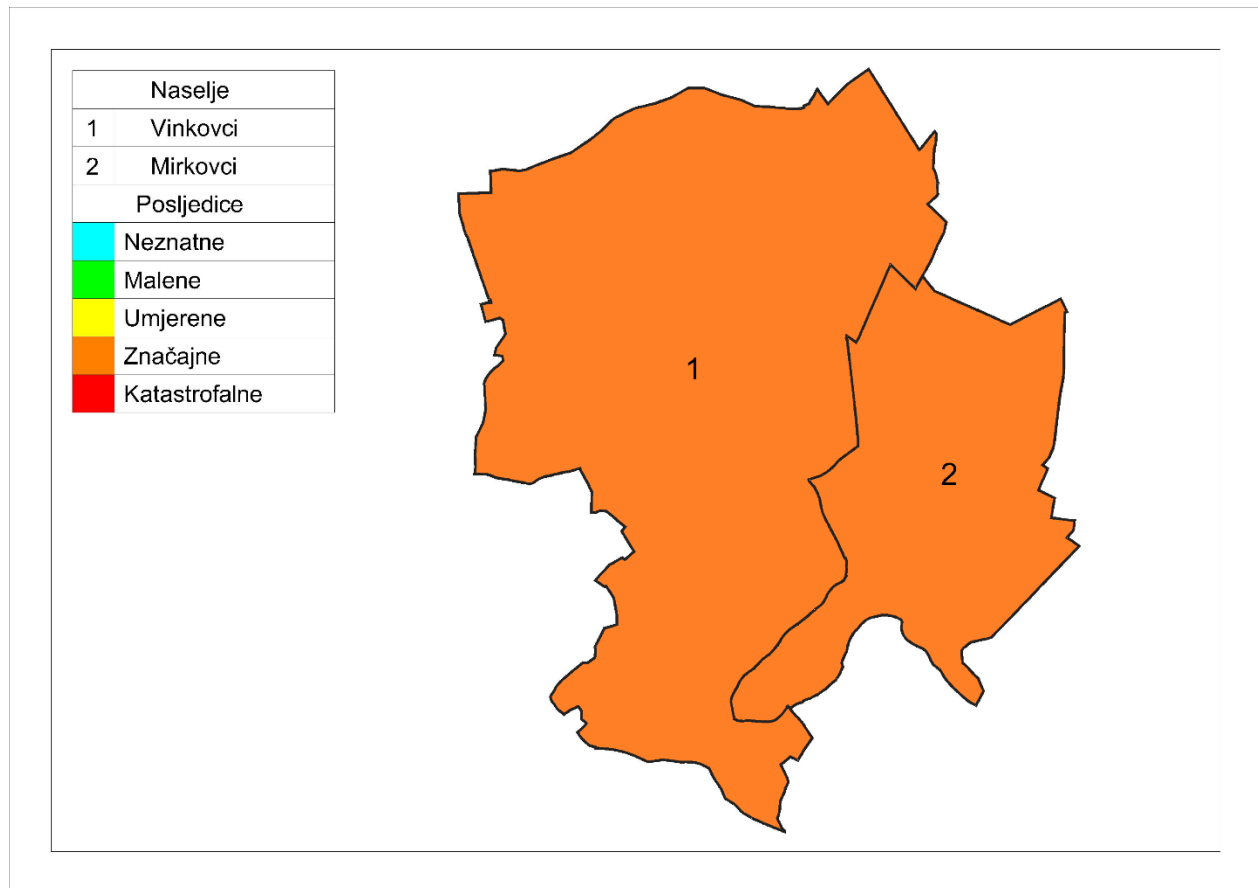 Naselje
1 Vinkovci
2 Mirkovci
Posljedice
Neznatne
Malene
Umjerene
Značajne
Katastrofalne
1
2